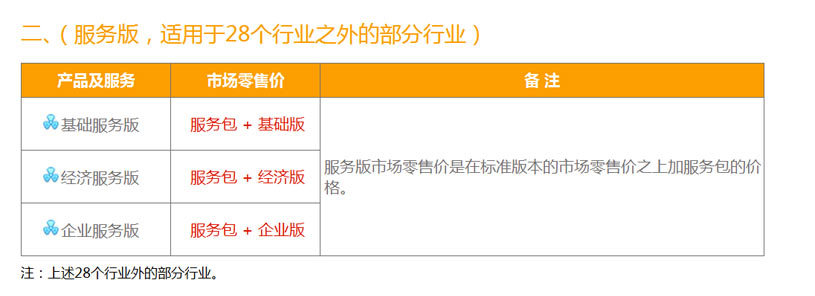 二、（服务版，适用于28个行业之外的部分行业）
产品及服务 市场零售价 备 注
基础服务版 服务包 + 基础版
经济服务版 服务包 + 经济版
服务版市场零售价是在标准版本的市场零售价之上加服务包的价
格。
企业服务版 服务包 + 企业版
注：上述28个行业外的部分行业。